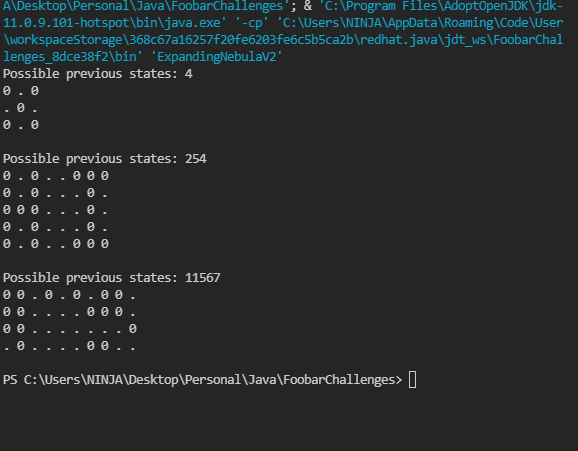 A\Desktop\Personal\Java\FoobarChallenges'; & 'C:\Program Files\AdoptOpenJDK\jdk-
11.0.9.101-hotspot\bin\java.exe' '-cp' 'C:\Users\NINJA\AppData\Roaming\Code\User
\workspaceStorage\368c67a16257f20fe6203fe6c5b5ca2b\redhat.java\jdt_ws\FoobarChal
lenges_8dce38f2\bin' 'ExpandingNebulaV2'
Possible previous states: 4
0 . 0
. 0 .
0 . 0
Possible previous states: 254
0 . 0 . . 0 0 0
0 . 0 . . . 0 .
0 0 0 . . . 0 .
0 . 0 . . . 0 .
0 . 0 . . 0 0 0
Possible previous states: 11567
0 0 . 0 . 0 . 0 0 .
0 0 . . . . 0 0 0 .
0 0 . . . . . . . 0
. 0 . . . . 0 0 . .
PS C:\Users\NINJA\Desktop\Personal\Java\FoobarChallenges>